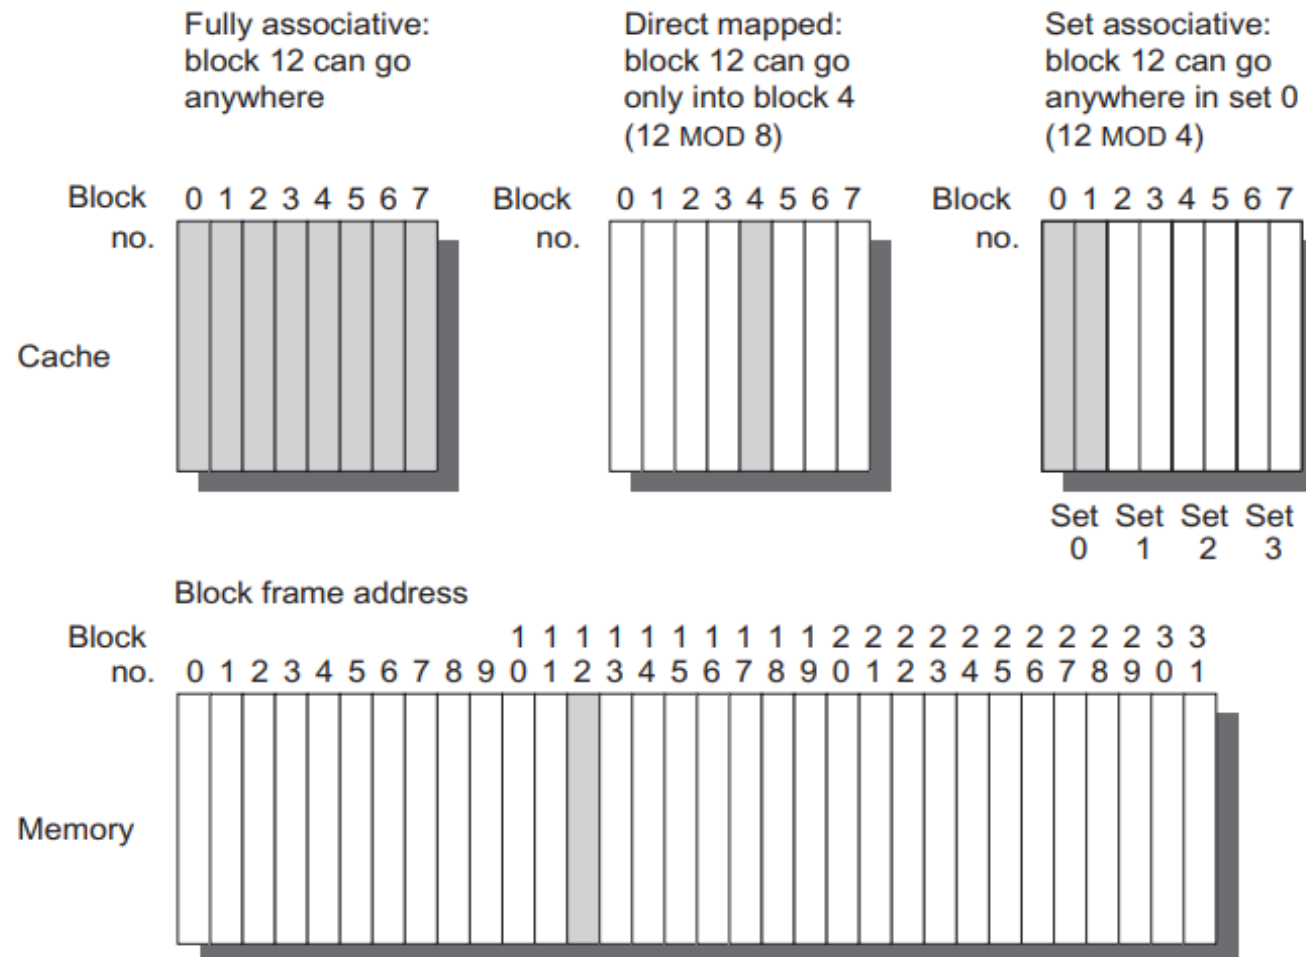 Fully associative:
block 12 can go
anywhere
Direct mapped:
block 12 can go
only into block 4
(12 MOD 8)
Set associative:
block 12 can go
anywhere in set 0
(12 MOD 4)
Block
no.
0 1 2 3 4 5 6 7
Block
no.
0 1 2 3 4 5 6 7
Block
no.
0 1 2 3 4 5 6 7
Cache
Set Set Set Set
0 1 2 3
Block frame address
Block 1 1 1 1 1 1 1 1 1 1 2 2 2 2 2 2 2 2 2 2 3 3
no. 0 1 2 3 4 5 6 7 8 9 0 1 2 3 4 5 6 7 8 9 0 1 2 3 4 5 6 7 8 9 0 1
Memory